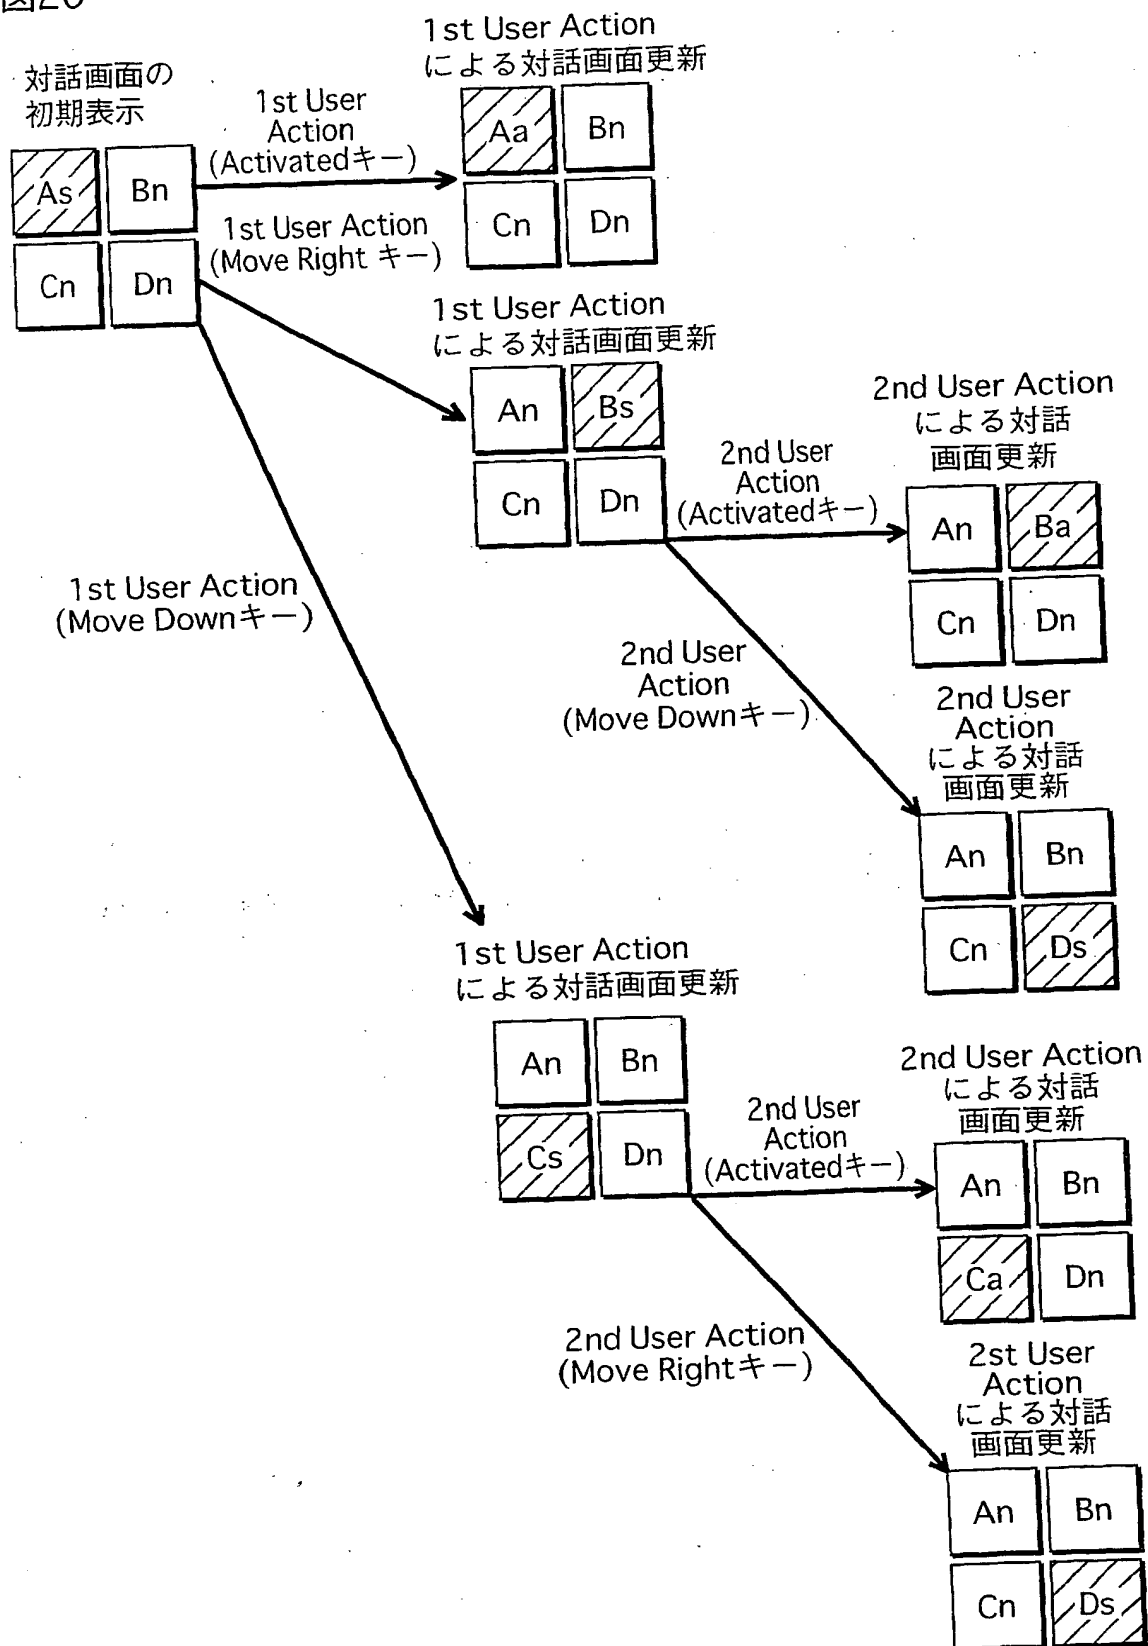 図26
対話画面の
初期表示
As Bn
Cn Dn
1st User
Action
(Activatedキー)
1st User Action
による対話画面更新
Aa Bn
Cn Dn
1st User Action
(Move Right キー)
1st User Action
による対話画面更新
An Bs
Cn Dn
2nd User
Action
(Activatedキー)
2nd User Action
による対話
画面更新
An Ba
Cn Dn
2nd User
Action
(Move Downキー)
2nd User
Action
による対話
画面更新
An Bn
Cn Ds
1st User Action
(Move Downキー)
1st User Action
による対話画面更新
An Bn
Cs Dn
2nd User
Action
(Activatedキー)
2nd User Action
による対話
画面更新
An Bn
Ca Dn
2nd User Action
(Move Rightキー)
2st User
Action
による対話
画面更新
An Bn
Cn Ds